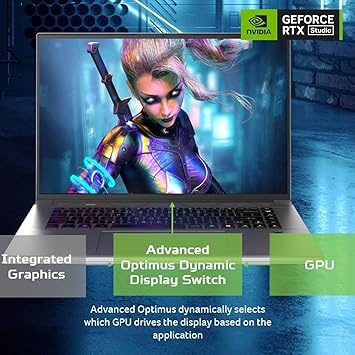 NVIDIA
GEFORCE
RTX Studio
Integrated
Graphics
Advanced
Optimus Dynamic
Display Switch
GPU
Advanced Optimus dynamically selects
which GPU drives the display based on the
application